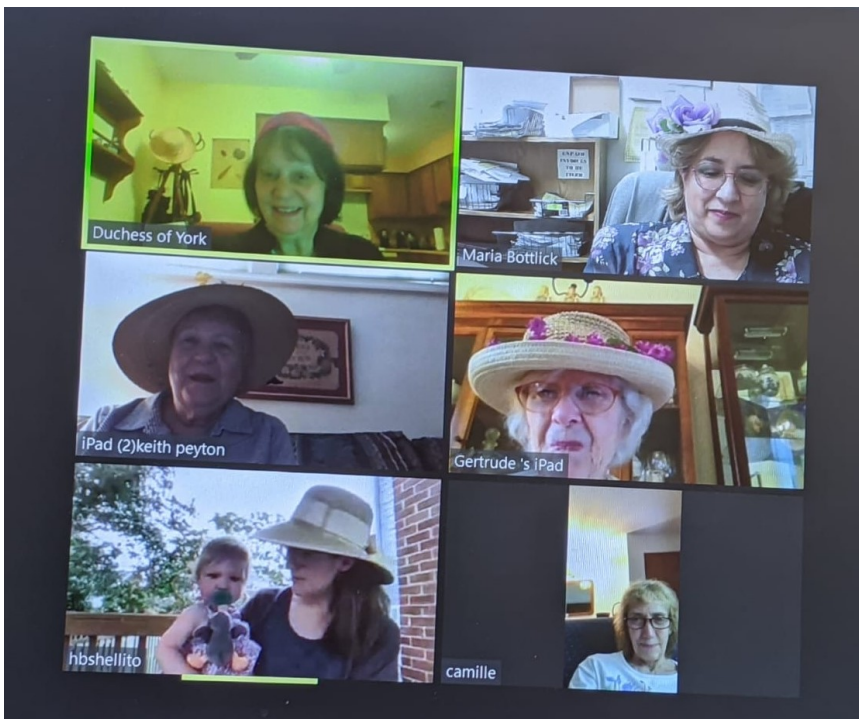 Duchess of York
Maria Bottlick
iPad (2)keith peyton
Gertrude 's iPad
hbshellito
camille